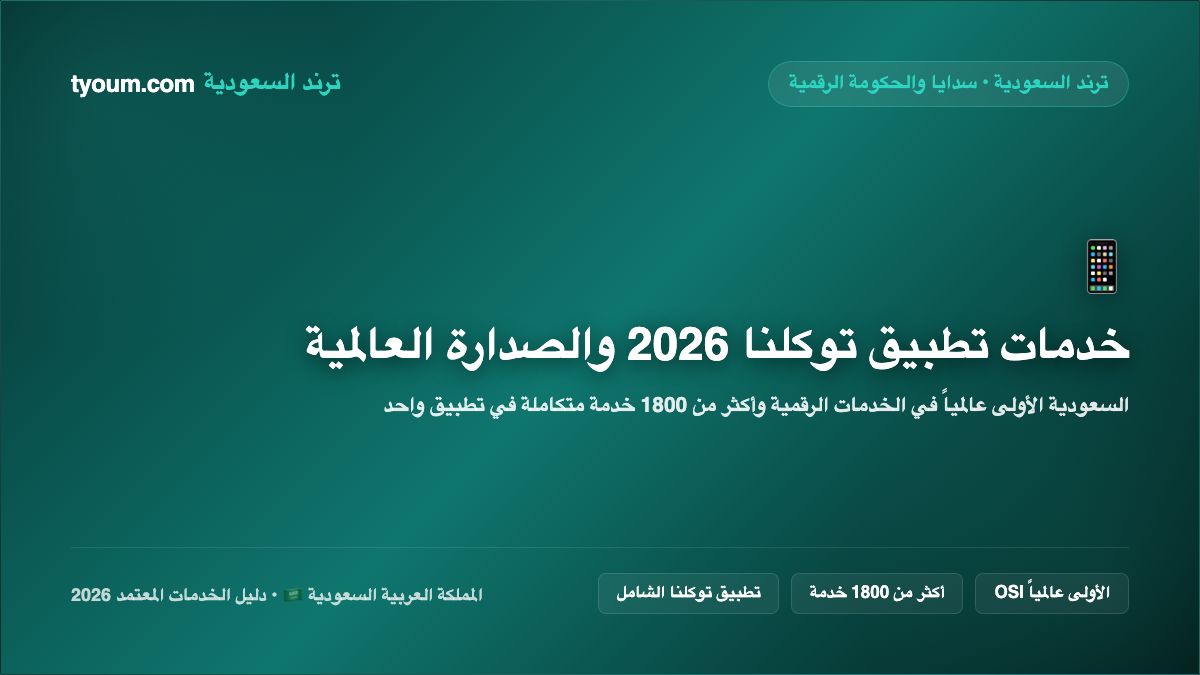 ترند السعودية • سدايا والحكومة الرقمية
ترند السعودية tyoum.com
خدمات تطبيق توكلنا 2026 والصدارة العالمية
السعودية الأولى عالمياً في الخدمات الرقمية وأكثر من 1800 خدمة متكاملة في تطبيق واحد
الأولى عالمياً OSI
أكثر من 1800 خدمة
تطبيق توكلنا الشامل
المملكة العربية السعودية 🇸🇦 • دليل الخدمات المعتمد 2026